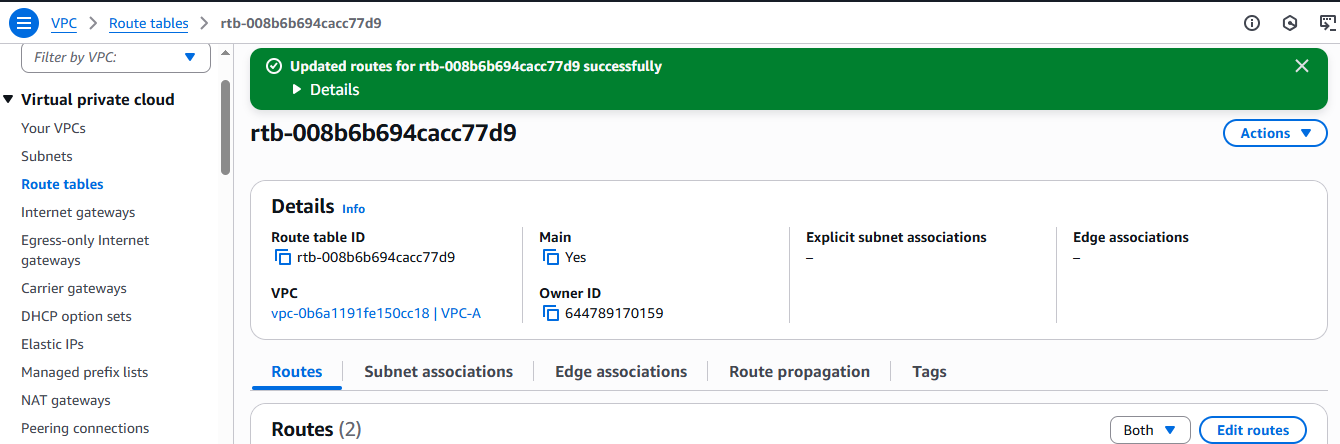 VPC > Route tables > rtb-008b6b694cacc77d9
Filter by VPC:
Virtual private cloud
Your VPCs
Subnets
Route tables
Internet gateways
Egress-only Internet
gateways
Carrier gateways
DHCP option sets
Elastic IPs
Managed prefix lists
NAT gateways
Peering connections
Updated routes for rtb-008b6b694cacc77d9 successfully
Details
rtb-008b6b694cacc77d9
Actions
Details Info
Route table ID
rtb-008b6b694cacc77d9
Main
Yes
Explicit subnet associations
–
Edge associations
–
VPC
vpc-0b6a1191fe150cc18 | VPC-A
Owner ID
644789170159
Routes
Subnet associations
Edge associations
Route propagation
Tags
Routes (2)
Both
Edit routes